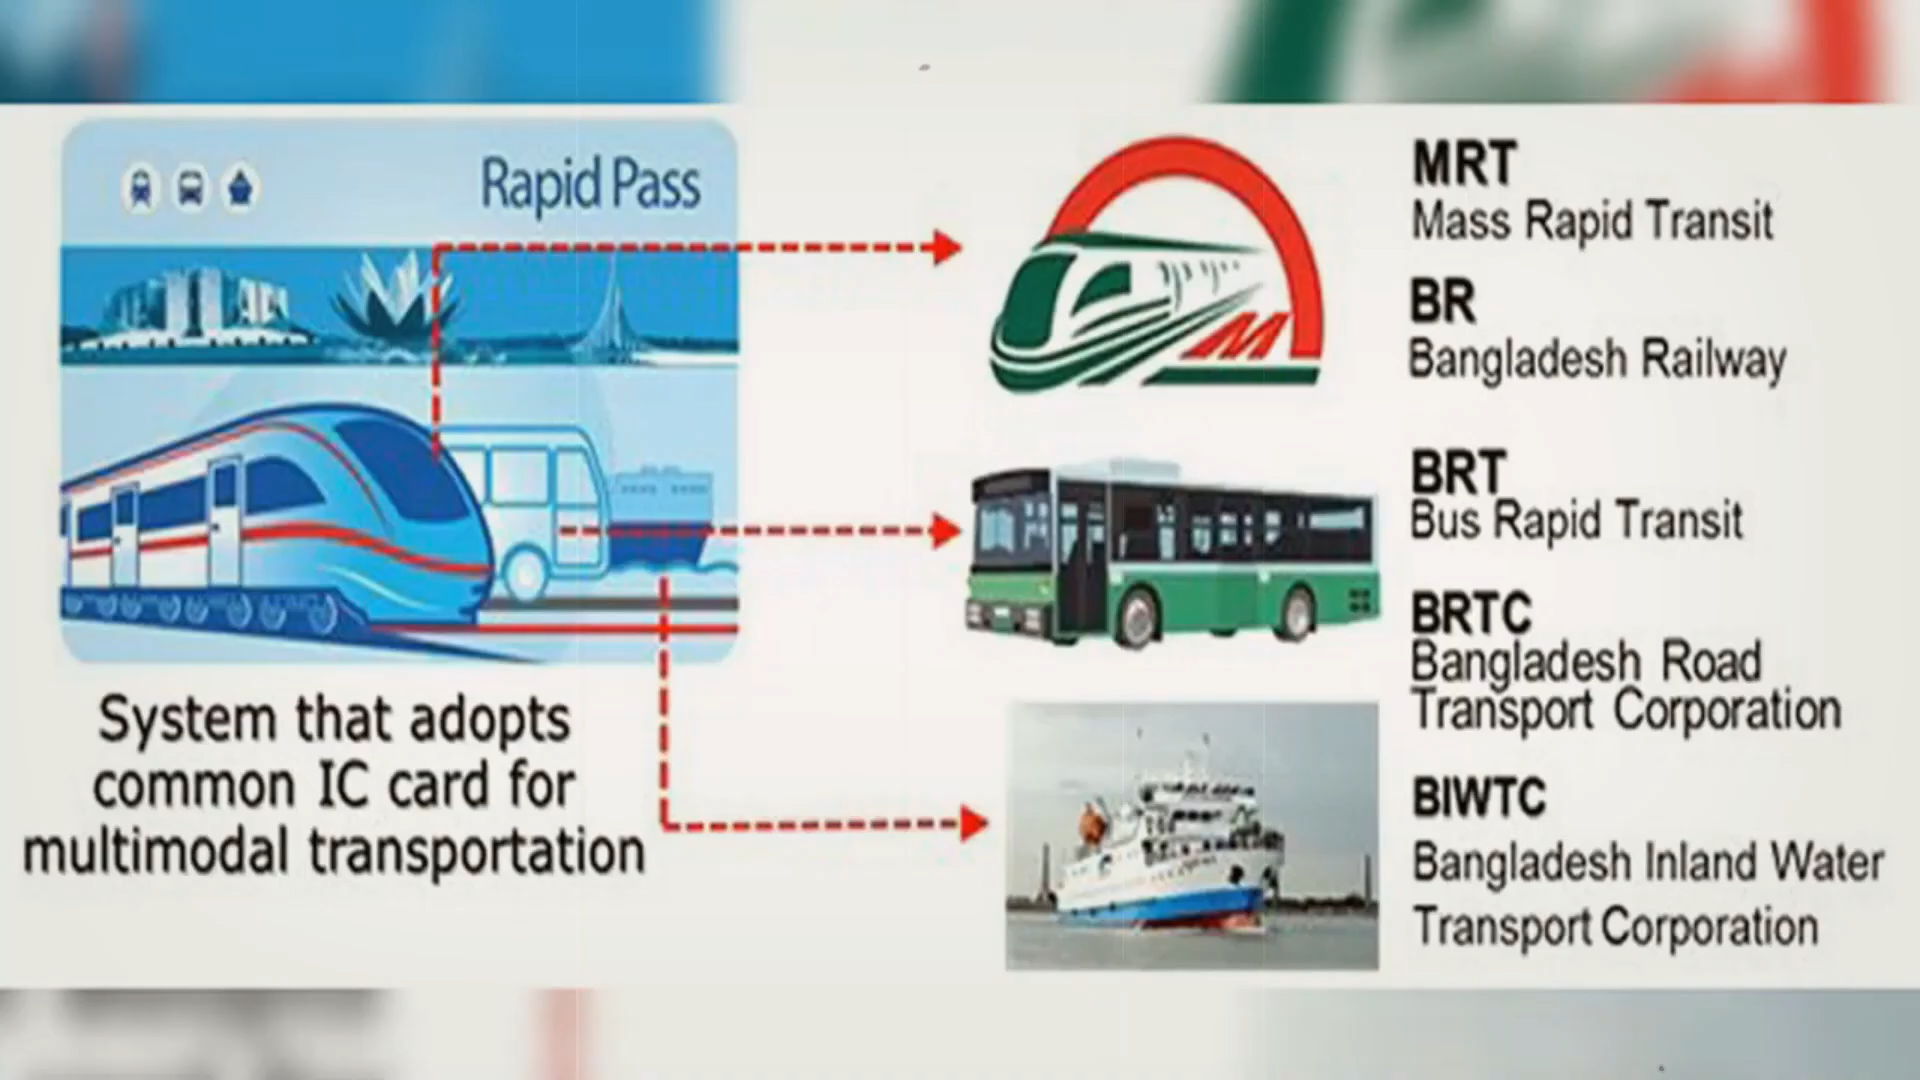 Rapid Pass
System that adopts
common IC card for
multimodal transportation
M
MRT
Mass Rapid Transit
BR
Bangladesh Railway
BRT
Bus Rapid Transit
BRTC
Bangladesh Road
Transport Corporation
BIWTC
Bangladesh Inland Water
Transport Corporation